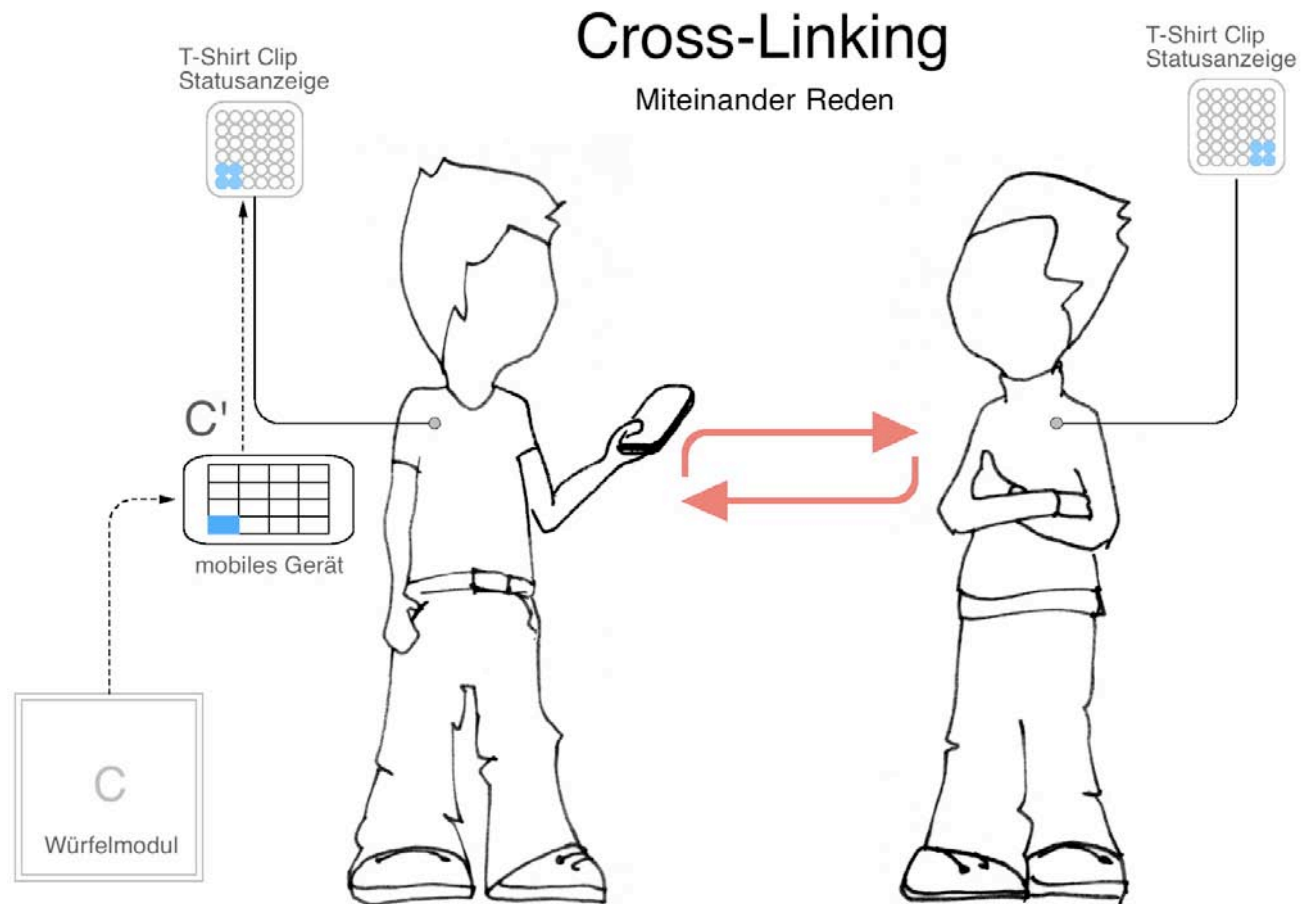 Cross-Linking
Miteinander Reden
T-Shirt Clip
Statusanzeige
T-Shirt Clip
Statusanzeige
C'
mobiles Gerät
C
Würfelmodul